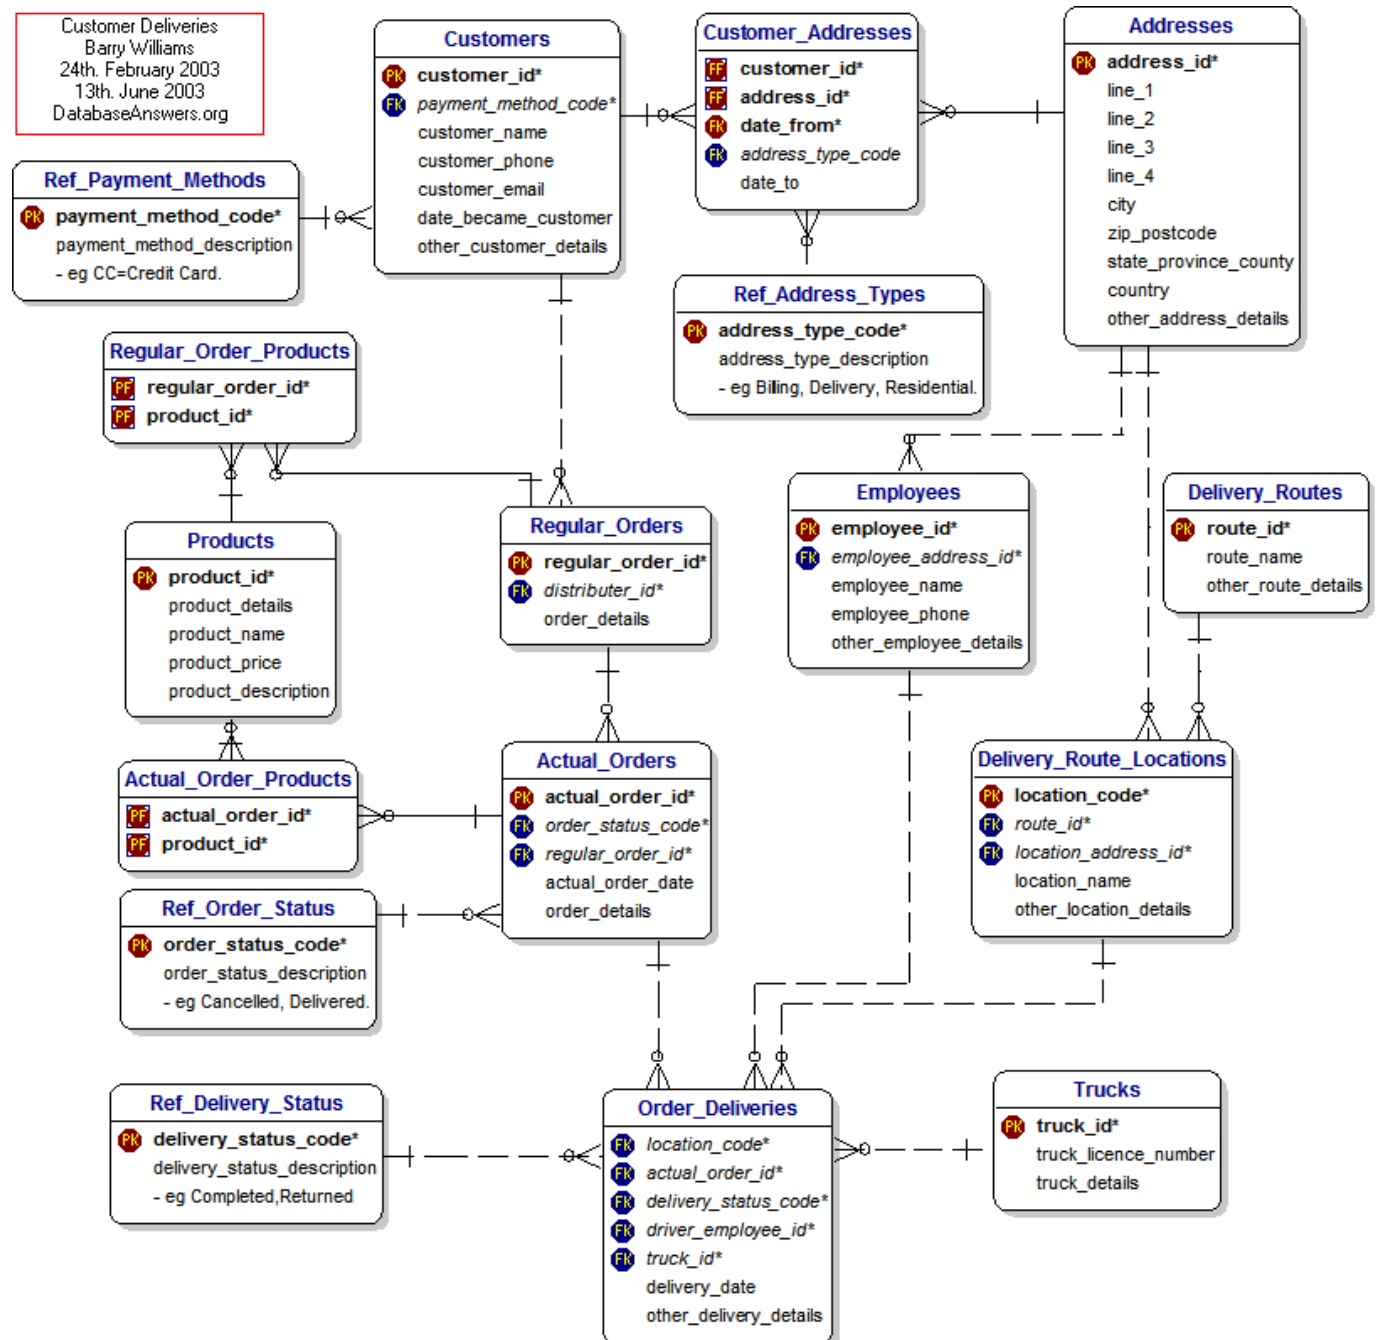 Customer Deliveries
Barry Williams
24th. February 2003
13th. June 2003
DatabaseAnswers.org
Customers
PK customer_id*
FK payment_method_code*
customer_name
customer_phone
customer_email
date_became_customer
other_customer_details
Customer_Addresses
FF customer_id*
FF address_id*
FK date_from*
FK address_type_code
date_to
Addresses
PK address_id*
line_1
line_2
line_3
line_4
city
zip_postcode
state_province_county
country
other_address_details
Ref_Payment_Methods
PK payment_method_code*
payment_method_description
- eg CC=Credit Card.
Ref_Address_Types
PK address_type_code*
address_type_description
- eg Billing, Delivery, Residential.
Regular_Order_Products
PF regular_order_id*
PF product_id*
Products
PK product_id*
product_details
product_name
product_price
product_description
Regular_Orders
PK regular_order_id*
FK distributer_id*
order_details
Employees
PK employee_id*
FK employee_address_id*
employee_name
employee_phone
other_employee_details
Delivery_Routes
PK route_id*
route_name
other_route_details
Actual_Order_Products
PF actual_order_id*
PF product_id*
Actual_Orders
PK actual_order_id*
FK order_status_code*
FK regular_order_id*
actual_order_date
order_details
Delivery_Route_Locations
PK location_code*
FK route_id*
FK location_address_id*
location_name
other_location_details
Ref_Order_Status
PK order_status_code*
order_status_description
- eg Cancelled, Delivered.
Ref_Delivery_Status
PK delivery_status_code*
delivery_status_description
- eg Completed,Returned
Order_Deliveries
FK location_code*
FK actual_order_id*
FK delivery_status_code*
FK driver_employee_id*
FK truck_id*
delivery_date
other_delivery_details
Trucks
PK truck_id*
truck_licence_number
truck_details